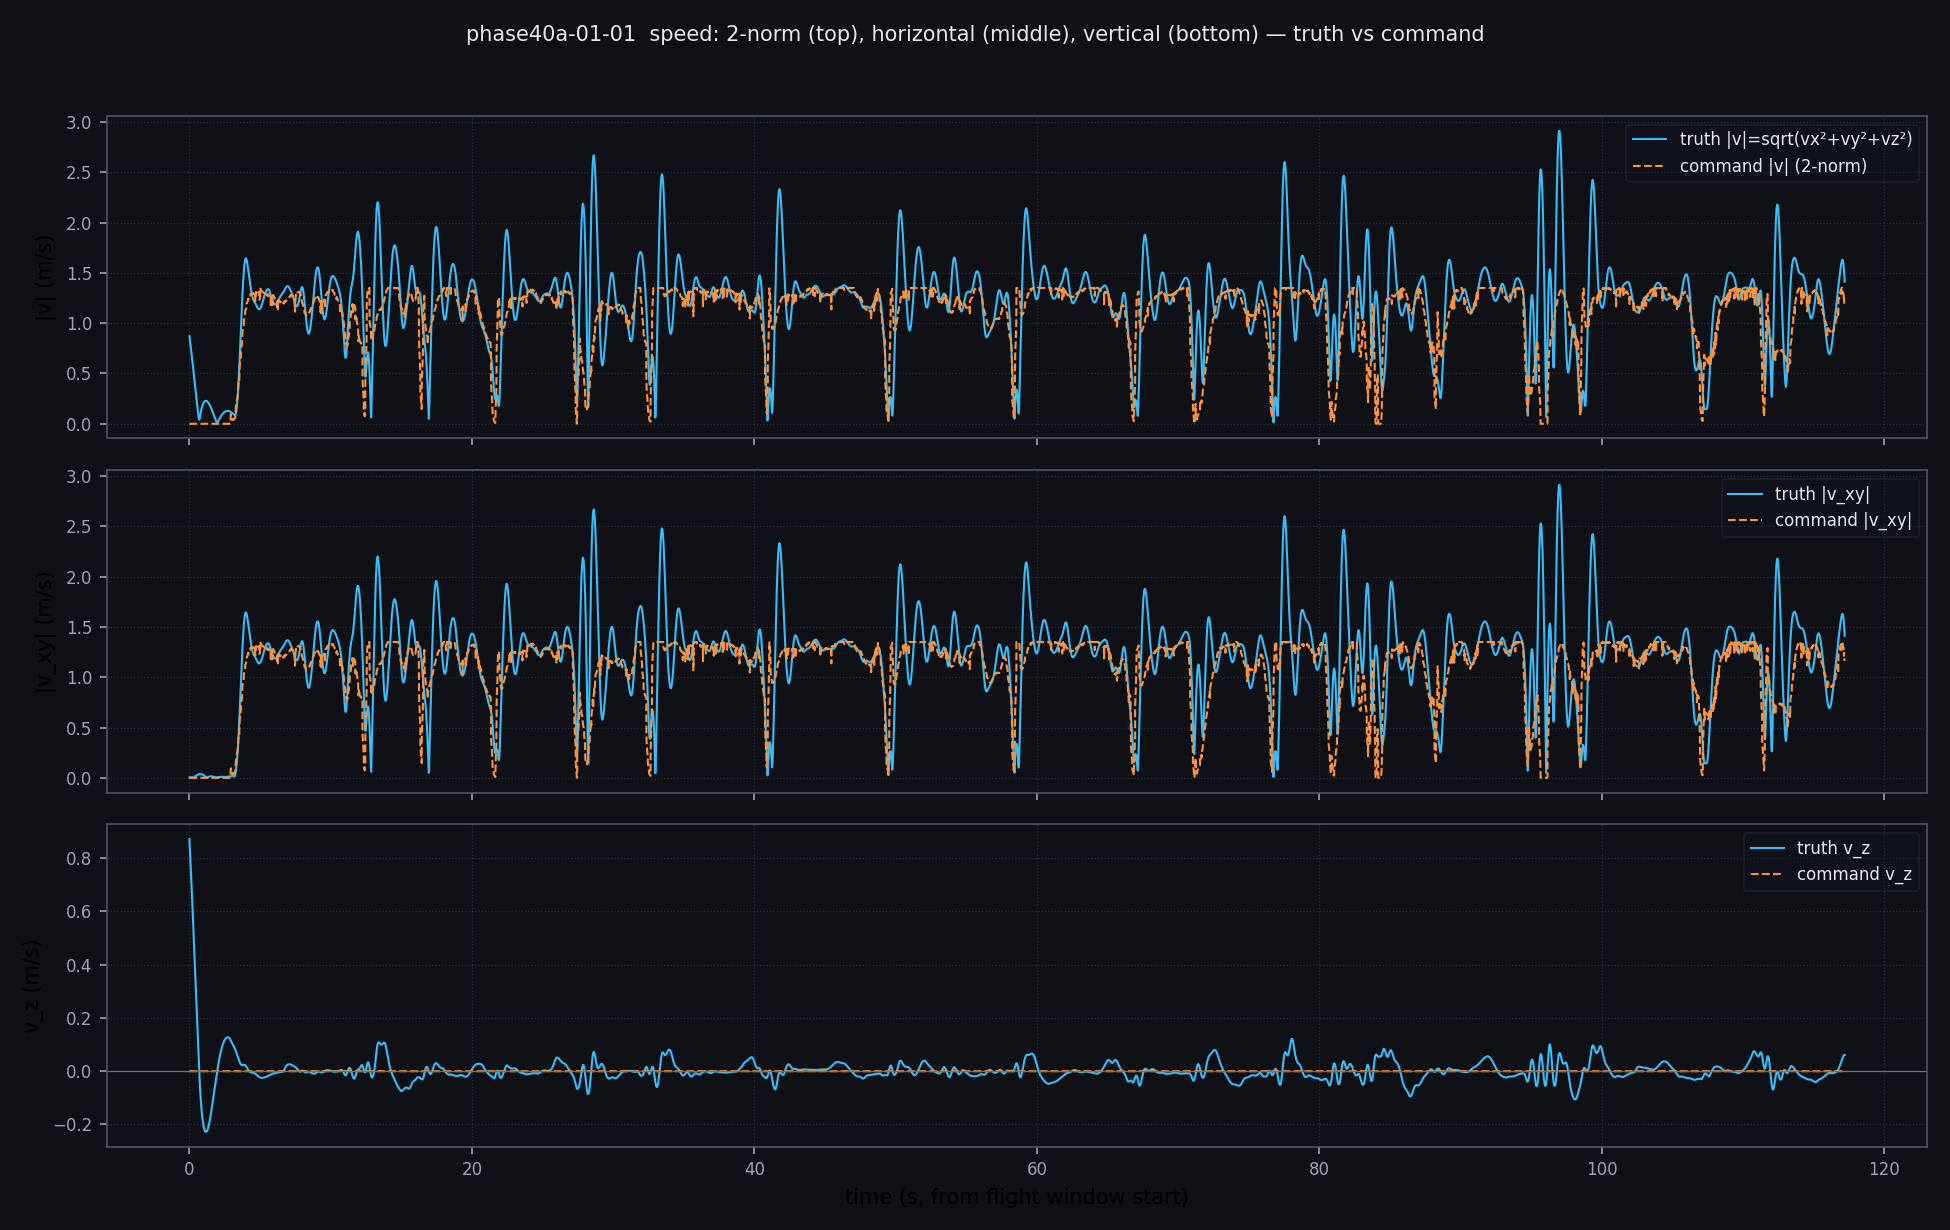 phase40a-01-01  speed: 2-norm (top), horizontal (middle), vertical (bottom) — truth vs command
3.0
2.5
2.0
1.5
1.0
0.5
0.0
|v| (m/s)
truth |v|=sqrt(vx²+vy²+vz²)
command |v| (2-norm)
3.0
2.5
2.0
1.5
1.0
0.5
0.0
|v_xy| (m/s)
truth |v_xy|
command |v_xy|
0.8
0.6
0.4
0.2
0.0
−0.2
v_z (m/s)
truth v_z
command v_z
0
20
40
60
80
100
120
time (s, from flight window start)